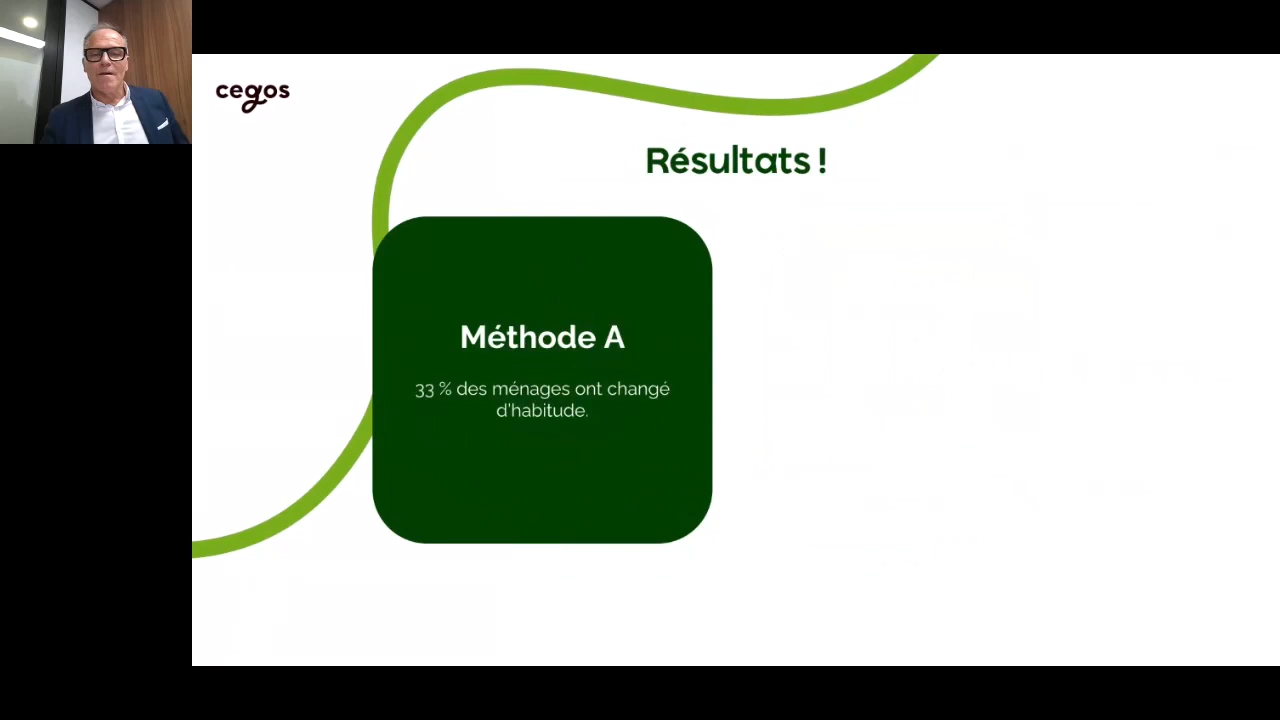 cegos
Résultats !
Méthode A
33 % des ménages ont changé
d'habitude.